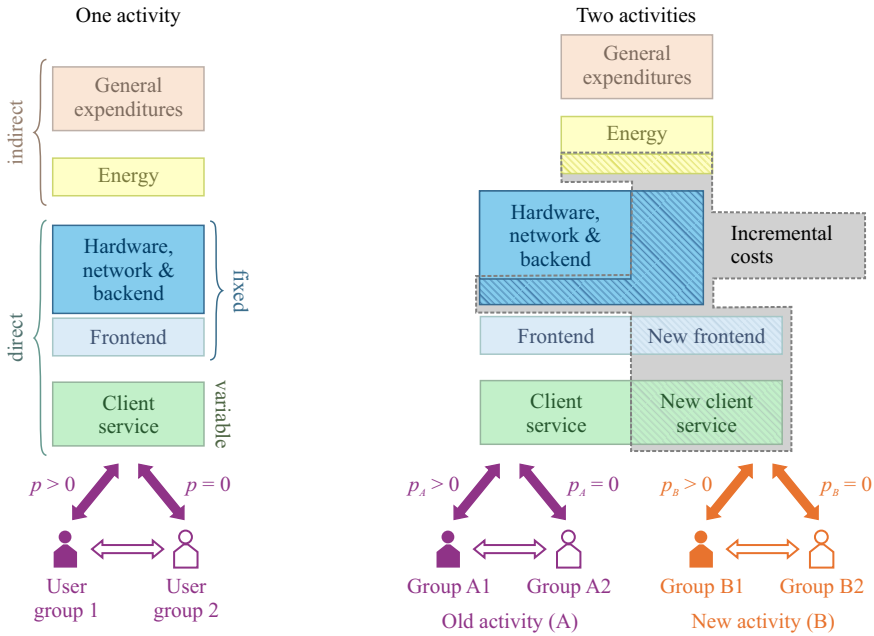 One activity
indirect
General
expenditures
Energy
direct
Hardware,
network &
backend
fixed
Frontend
Client
service
variable
p > 0
p = 0
User
group 1
User
group 2
Two activities
General
expenditures
Energy
Hardware,
network &
backend
Incremental
costs
Frontend
New frontend
Client
service
New client
service
p_A > 0
p_A = 0
p_B > 0
p_B = 0
Group A1
Group A2
Group B1
Group B2
Old activity (A)
New activity (B)